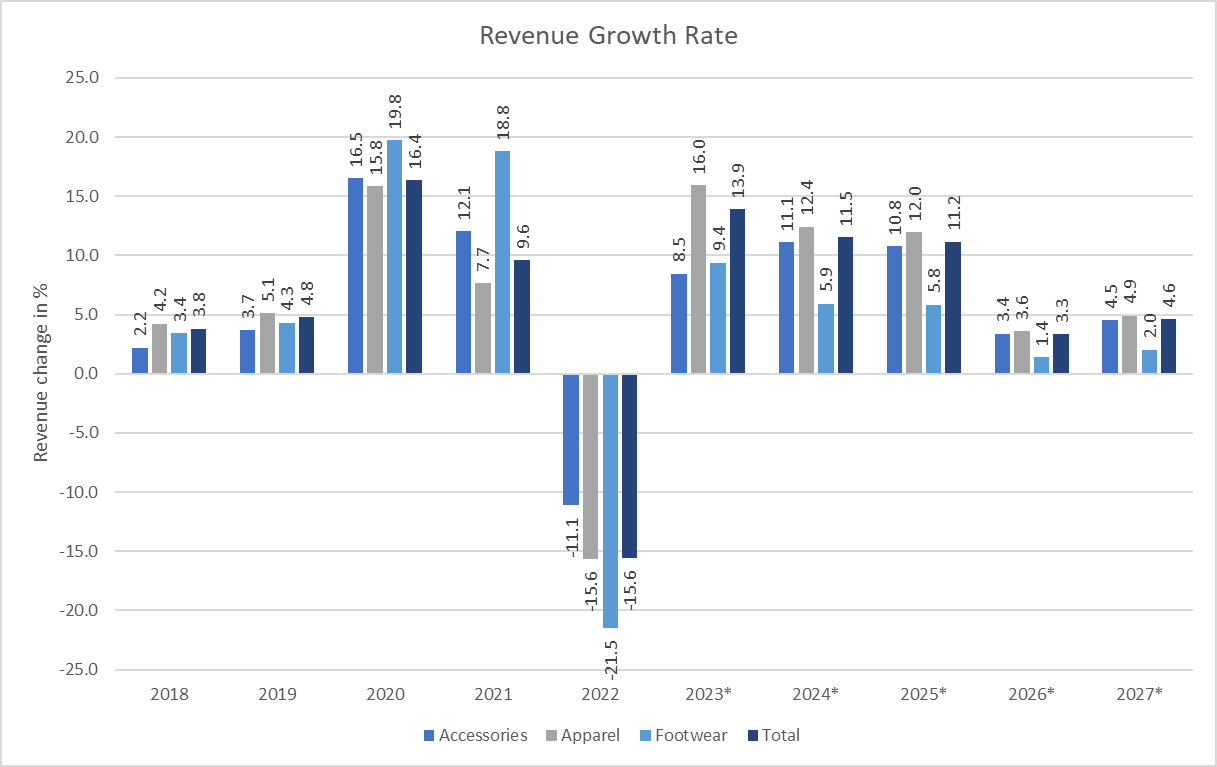 Revenue Growth Rate
Revenue change in %
25.0
20.0
15.0
10.0
5.0
0.0
-5.0
-10.0
-15.0
-20.0
-25.0
2.2 4.2 3.4 3.8
3.7 5.1 4.3 4.8
16.5 15.8 19.8 16.4
12.1 7.7 18.8 9.6
-11.1 -15.6 -21.5 -15.6
8.5 16.0 9.4 13.9
11.1 12.4 5.9 11.5
10.8 12.0 5.8 11.2
3.4 3.6 1.4 3.3
4.5 4.9 2.0 4.6
2018 2019 2020 2021 2022 2023* 2024* 2025* 2026* 2027*
Accessories Apparel Footwear Total